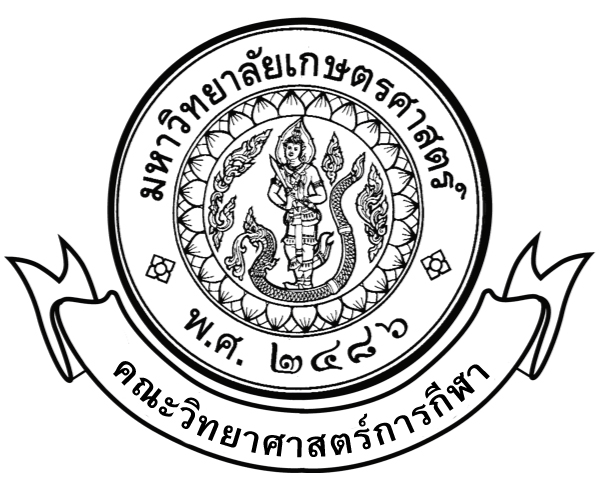 มหาวิทยาลัยเกษตรศาสตร์
พ.ศ. ๒๔๘๖
คณะวิทยาศาสตร์การกีฬา